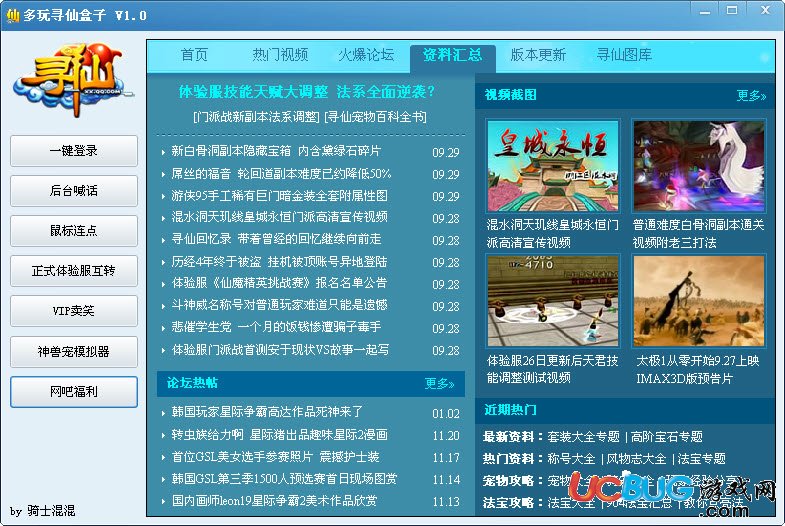 多玩寻仙盒子 V1.0
寻仙
XX.QQ.COM
一键登录
后台喊话
鼠标连点
正式体验服互转
VIP卖笑
神兽宠模拟器
网吧福利
by 骑士混混
首页 热门视频 火爆论坛 资料汇总 版本更新 寻仙图库
体验服技能天赋大调整 法系全面逆袭?
[门派战新副本法系调整] [寻仙宠物百科全书]
新白骨洞副本隐藏宝箱 内含黛绿石碎片 09.29
屌丝的福音 轮回道副本难度已约降低50% 09.29
游侠95手工稀有巨门暗金装全套附属性图 09.29
混水洞天玑线皇城永恒门派高清宣传视频 09.28
寻仙回忆录 带着曾经的回忆继续向前走 09.28
历经4年终于被盗 挂机被顶账号异地登陆 09.28
体验服《仙魔精英挑战赛》报名名单公告 09.28
斗神威名称号对普通玩家难道只能是遗憾 09.28
悲催学生党 一个月的饭钱惨遭骗子毒手 09.28
体验服门派战首测安于现状VS故事一起写 09.28
论坛热帖 更多»
韩国玩家星际争霸高达作品死神来了 01.02
转虫族给力啊 星际猪出品趣味星际2漫画 11.20
首位GSL美女选手参赛照片 震撼护士装 11.17
韩国GSL第三季1500人预选赛首日现场图赏 11.14
国内画师leon19星际争霸2美术作品欣赏 11.13
视频截图 更多»
皇城永恒
混水洞天玑线皇城永恒门派高清宣传视频
普通难度白骨洞副本通关视频附老三打法
-4710
体验服26日更新后天君技能调整测试视频
太极1从零开始9.27上映IMAX3D版预告片
近期热门
最新资料：套装大全专题 | 高阶宝石专题
热门资料：称号大全 | 风物志大全 | 法宝专题
宠物攻略：宠物
法宝攻略：法宝大全
UCBUG游戏网
.com